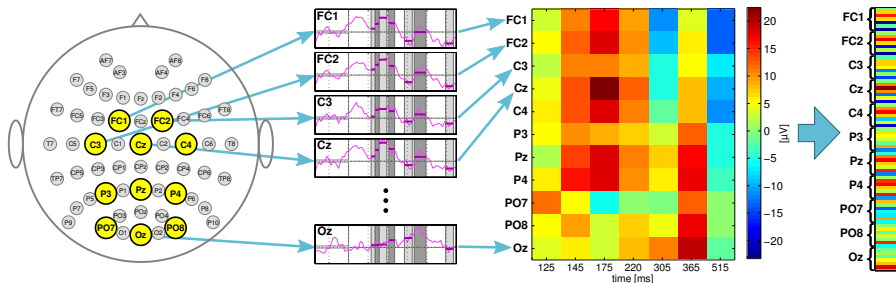 AF7 AF8
AF3 AF4
F7 F8
F5 F3 F1 Fz F2 F4 F6
FT7 FC5 FC3 FC1 FCz FC2 FC4 FC6 FT8
T7 C5 C3 C1 Cz C2 C4 C6 T8
TP7 CP5 CP3 CP1 CPz CP2 CP4 CP6 TP8
P9 P7 P5 P3 P1 Pz P2 P4 P6 P8 P10
PO7 PO3 POz PO4 PO8
O1 Oz O2
FC1
FC2
C3
Cz
Oz
FC1
FC2
C3
Cz
C4
P3
Pz
P4
PO7
PO8
Oz
125 145 175 220 305 365 515
time [ms]
20
15
10
5
0
-5
-10
-15
-20
[µV]
FC1
FC2
C3
Cz
C4
P3
Pz
P4
PO7
PO8
Oz